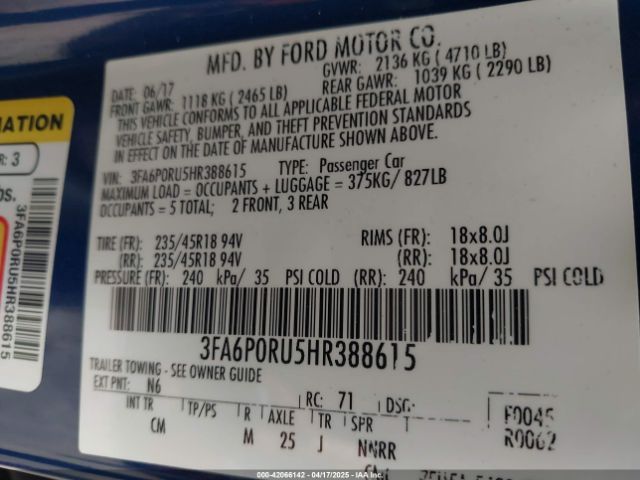 MFD. BY FORD MOTOR CO.
DATE: 06/17
GVWR: 2136 KG ( 4710 LB)
FRONT GAWR: 1118 KG ( 2465 LB)
REAR GAWR: 1039 KG ( 2290 LB)
THIS VEHICLE CONFORMS TO ALL APPLICABLE FEDERAL MOTOR
VEHICLE SAFETY, BUMPER, AND THEFT PREVENTION STANDARDS
IN EFFECT ON THE DATE OF MANUFACTURE SHOWN ABOVE.
VIN: 3FA6P0RU5HR388615 TYPE: Passenger Car
MAXIMUM LOAD = OCCUPANTS + LUGGAGE = 375KG/ 827LB
OCCUPANTS = 5 TOTAL; 2 FRONT, 3 REAR
TIRE (FR): 235/45R18 94V RIMS (FR): 18x8.0J
(RR): 235/45R18 94V (RR): 18x8.0J
PRESSURE (FR): 240 kPa/ 35 PSI COLD (RR): 240 kPa/ 35 PSI COLD
3FA6P0RU5HR388615
TRAILER TOWING - SEE OWNER GUIDE
EXT PNT: N6 RC: 71 DSO:
F0045
R0062
INT TR TP/PS R AXLE TR SPR
CM M 25 J NNRR
R: 3
3FA6P0RU5HR388615
000-42066142 - 04/17/2025 -